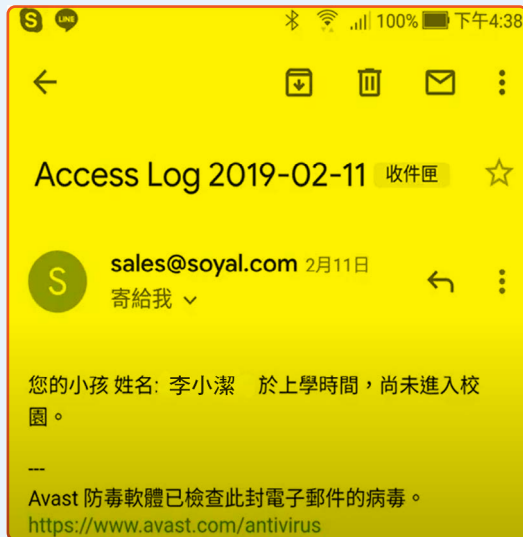 S LINE 100% 下午4:38
Access Log 2019-02-11 收件匣
S
sales@soyal.com 2月11日
寄給我
您的小孩 姓名: 李小潔 於上學時間，尚未進入校
園。
---
Avast 防毒軟體已檢查此封電子郵件的病毒。
https://www.avast.com/antivirus